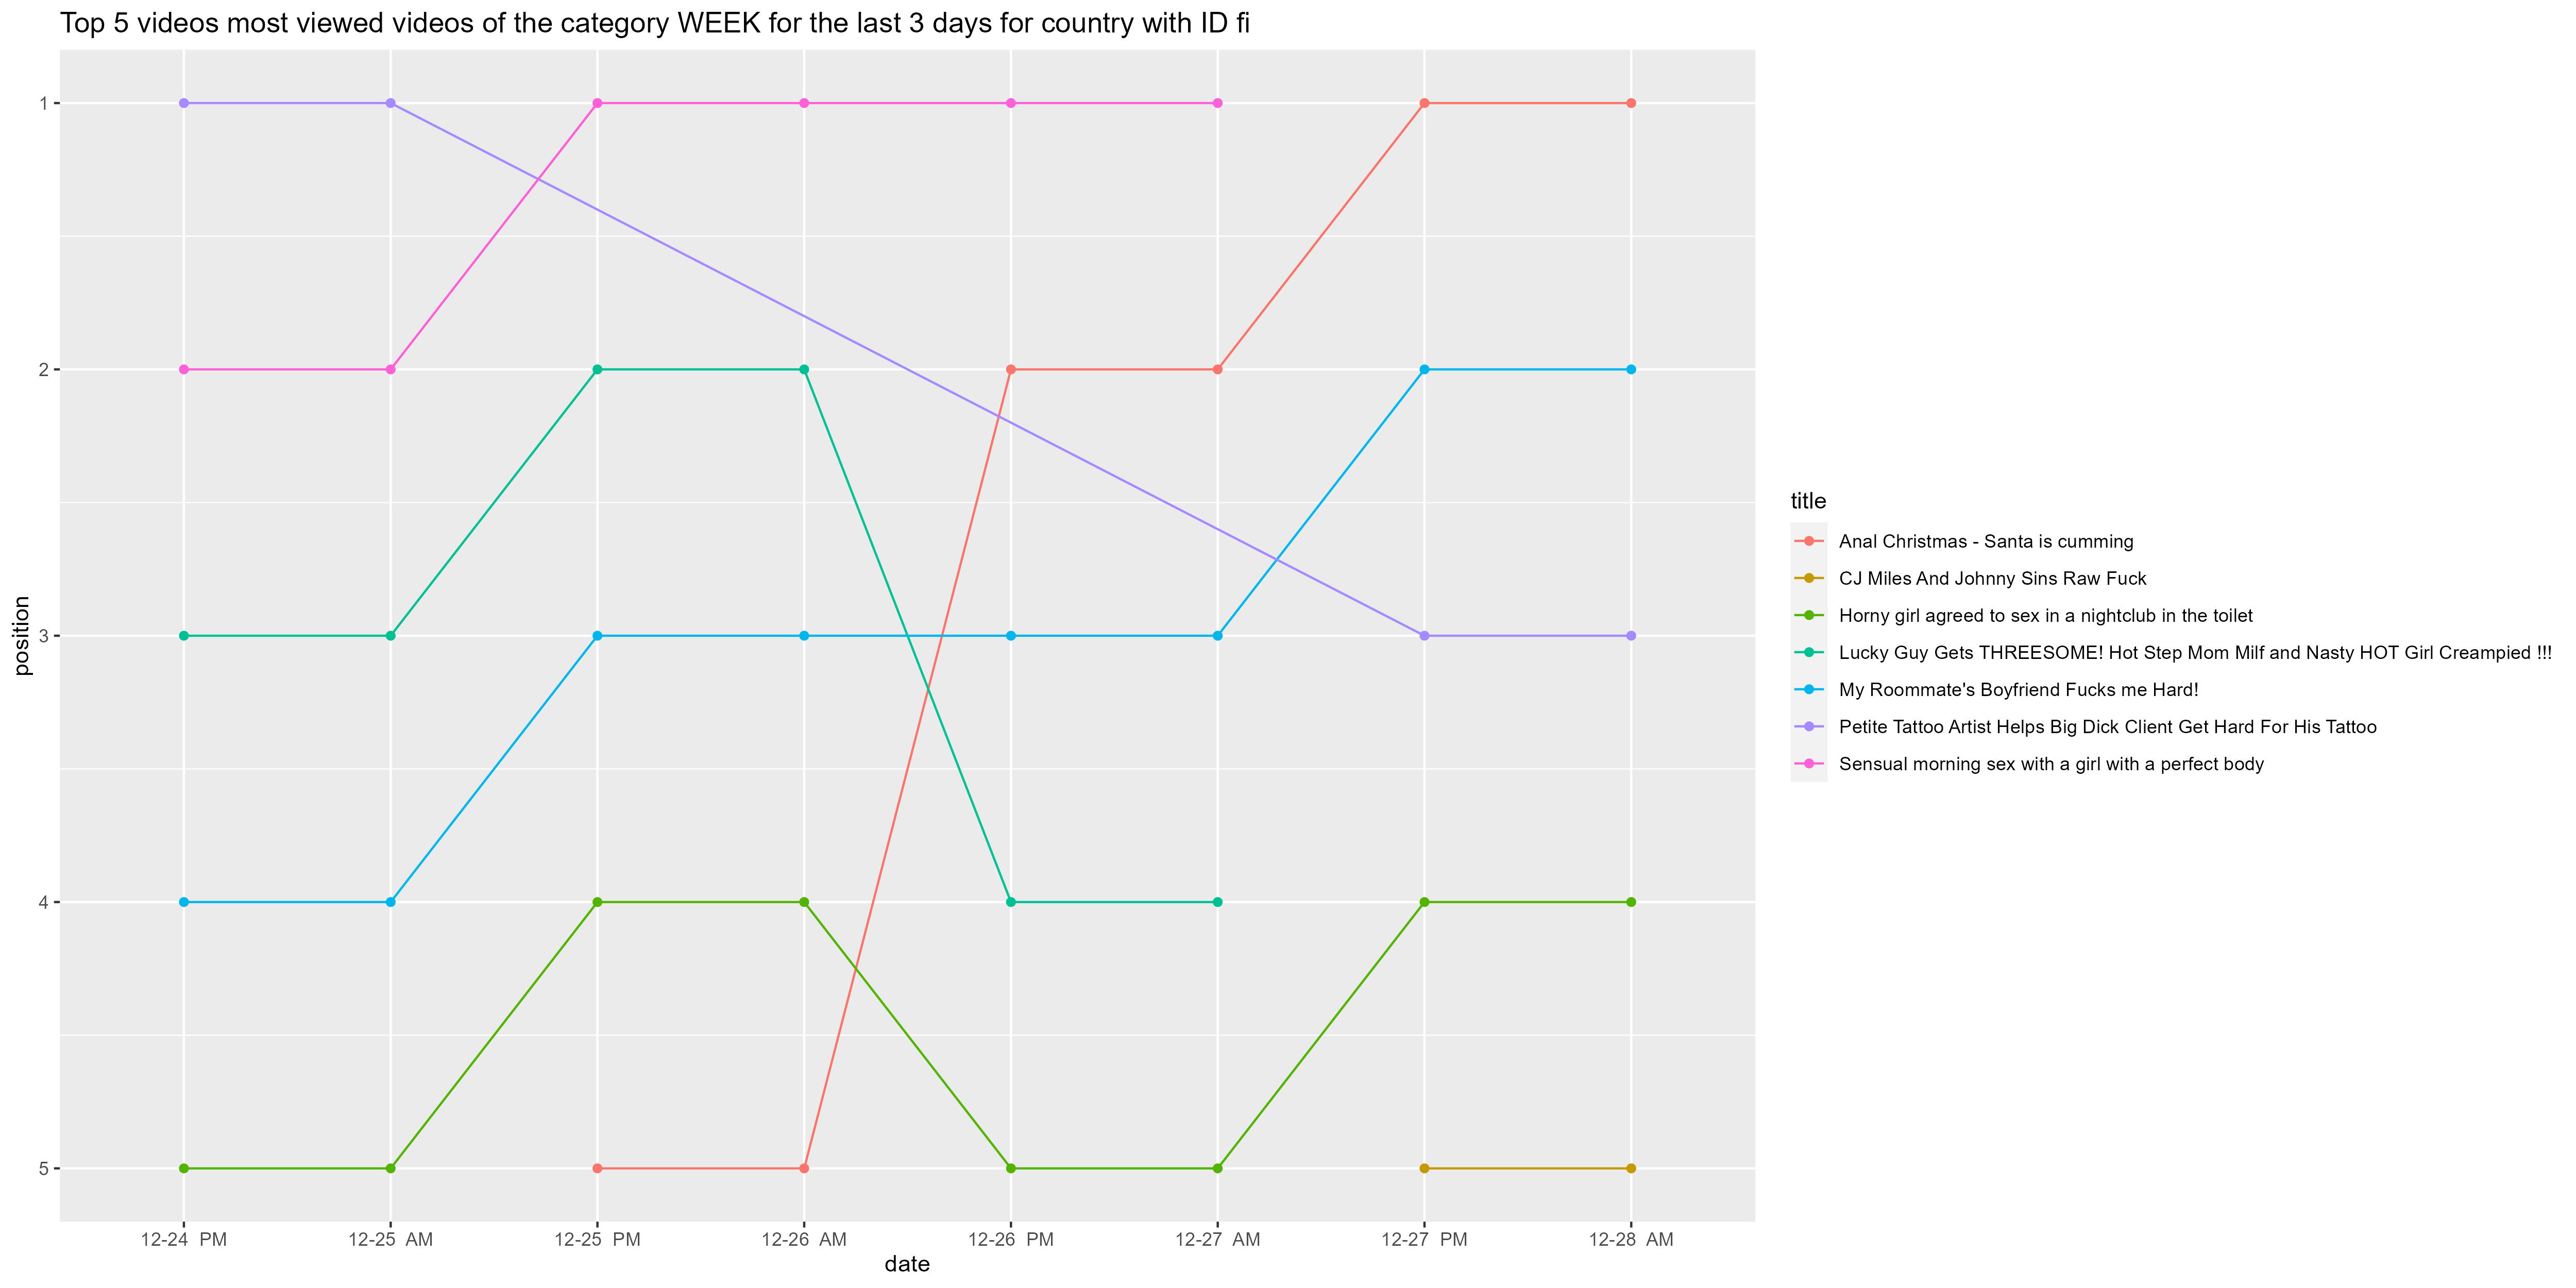 Top 5 videos most viewed videos of the category WEEK for the last 3 days for country with ID fi
position
1
2
3
4
5
12-24 PM
12-25 AM
12-25 PM
12-26 AM
12-26 PM
12-27 AM
12-27 PM
12-28 AM
date
title
Anal Christmas - Santa is cumming
CJ Miles And Johnny Sins Raw Fuck
Horny girl agreed to sex in a nightclub in the toilet
Lucky Guy Gets THREESOME! Hot Step Mom Milf and Nasty HOT Girl Creampied !!!
My Roommate's Boyfriend Fucks me Hard!
Petite Tattoo Artist Helps Big Dick Client Get Hard For His Tattoo
Sensual morning sex with a girl with a perfect body